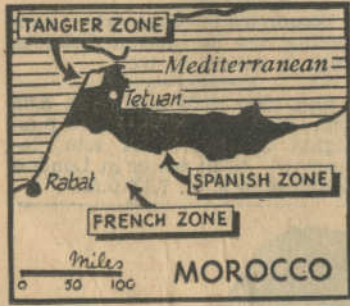 TANGIER ZONE
Mediterranean
Tetuan
Rabat
SPANISH ZONE
FRENCH ZONE
Miles
0 50 100
MOROCCO